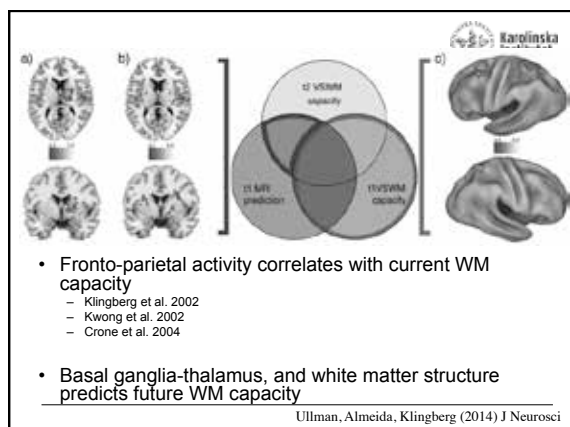 Karolinska
Institutet
a)
b)
c)
t2 VSWM
capacity
t1 MRI
prediction
t1VSWM
capacity
• Fronto-parietal activity correlates with current WM
capacity
– Klingberg et al. 2002
– Kwong et al. 2002
– Crone et al. 2004
• Basal ganglia-thalamus, and white matter structure
predicts future WM capacity
Ullman, Almeida, Klingberg (2014) J Neurosci